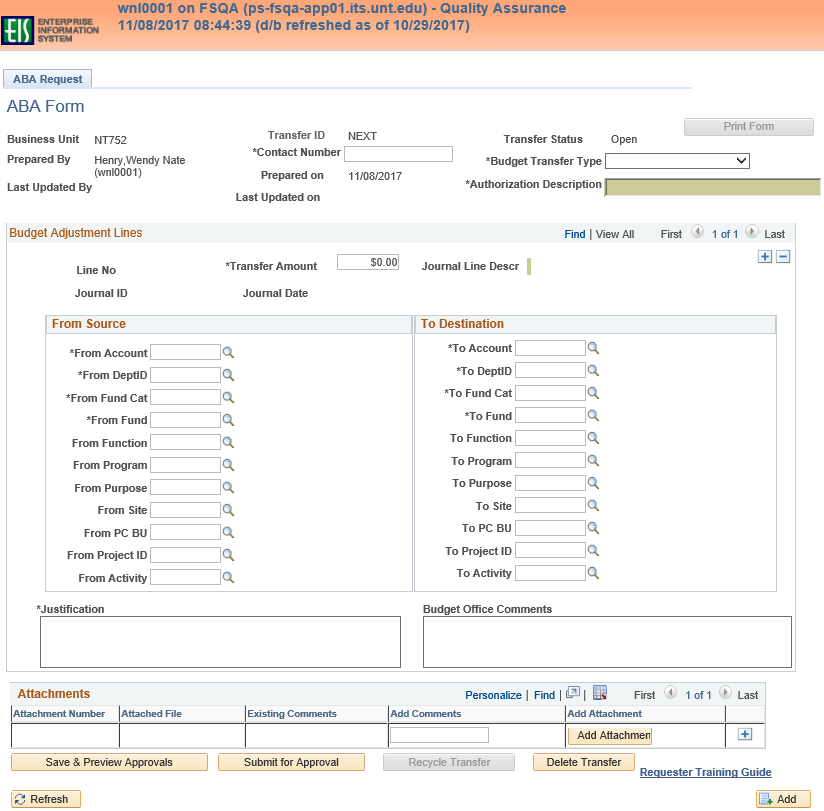 wnl0001 on FSQA (ps-fsqa-app01.its.unt.edu) - Quality Assurance
11/08/2017 08:44:39 (d/b refreshed as of 10/29/2017)
EIS ENTERPRISE INFORMATION SYSTEM
ABA Request
ABA Form
Print Form
Business Unit NT752 Transfer ID NEXT Transfer Status Open
*Contact Number
Prepared By Henry,Wendy Nate (wnl0001) *Budget Transfer Type
Prepared on 11/08/2017 *Authorization Description
Last Updated By
Last Updated on
Budget Adjustment Lines Find | View All First 1 of 1 Last
Line No *Transfer Amount $0.00 Journal Line Descr
Journal ID Journal Date
From Source
*From Account
*From DeptID
*From Fund Cat
*From Fund
From Function
From Program
From Purpose
From Site
From PC BU
From Project ID
From Activity
To Destination
*To Account
*To DeptID
*To Fund Cat
*To Fund
To Function
To Program
To Purpose
To Site
To PC BU
To Project ID
To Activity
*Justification Budget Office Comments
Attachments Personalize | Find | | First 1 of 1 Last
Attachment Number Attached File Existing Comments Add Comments Add Attachment
Add Attachmen
Save & Preview Approvals Submit for Approval Recycle Transfer Delete Transfer Requester Training Guide
Refresh Add